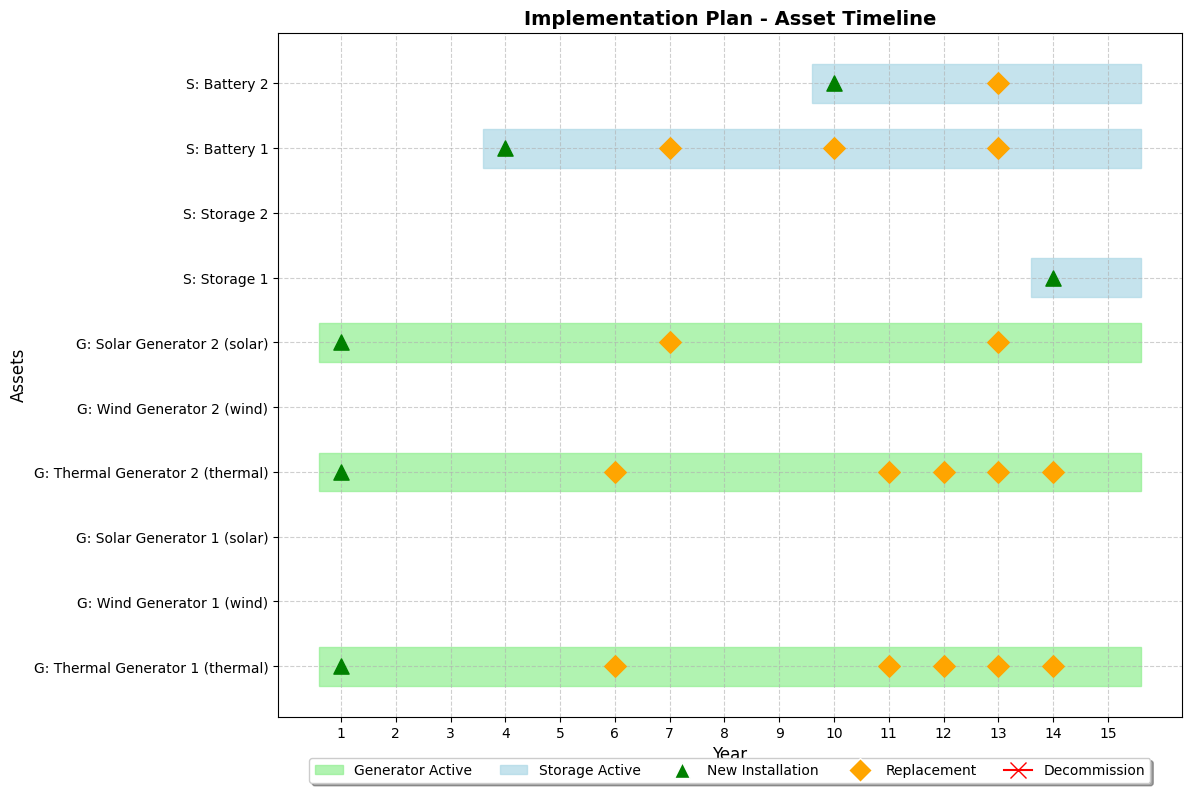 Implementation Plan - Asset Timeline
S: Battery 2
S: Battery 1
S: Storage 2
S: Storage 1
G: Solar Generator 2 (solar)
G: Wind Generator 2 (wind)
G: Thermal Generator 2 (thermal)
G: Solar Generator 1 (solar)
G: Wind Generator 1 (wind)
G: Thermal Generator 1 (thermal)
Assets
1 2 3 4 5 6 7 8 9 10 11 12 13 14 15
Year
Generator Active Storage Active New Installation Replacement Decommission